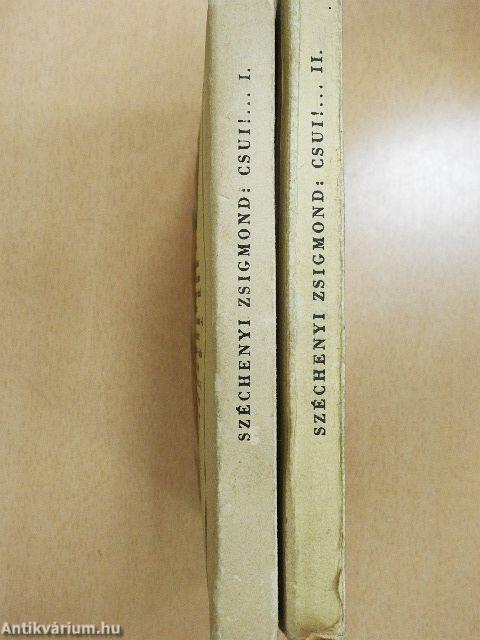 SZÉCHENYI ZSIGMOND: CSUI!... I.
SZÉCHENYI ZSIGMOND: CSUI!... II.
Antikvárium.hu